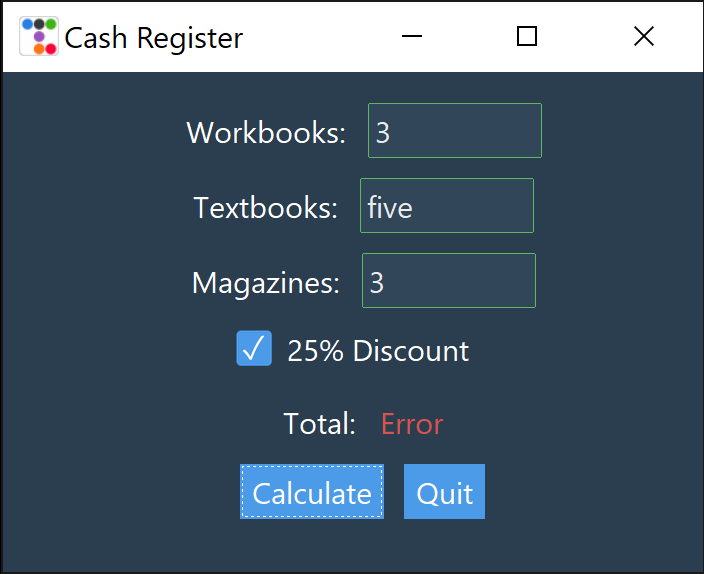 Cash Register
Workbooks: 3
Textbooks: five
Magazines: 3
25% Discount
Total: Error
Calculate Quit